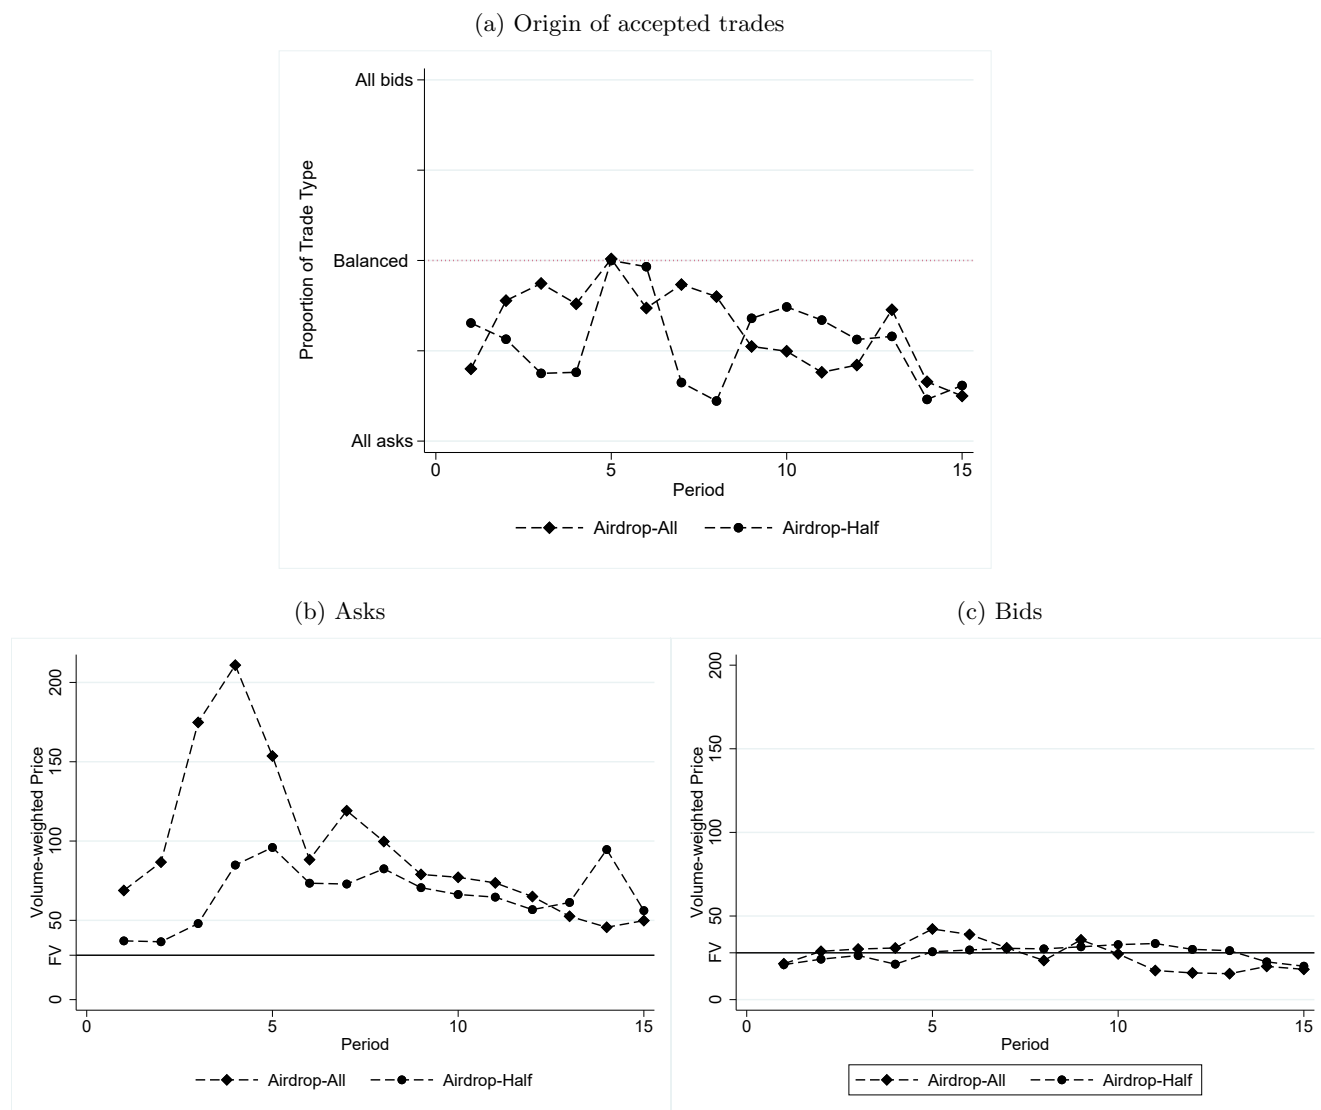 (a) Origin of accepted trades
All bids
Balanced
All asks
Proportion of Trade Type
0 5 10 15
Period
Airdrop-All Airdrop-Half
(b) Asks
200
150
100
50
FV
0
Volume-weighted Price
0 5 10 15
Period
Airdrop-All Airdrop-Half
(c) Bids
200
150
100
50
FV
0
Volume-weighted Price
0 5 10 15
Period
Airdrop-All Airdrop-Half